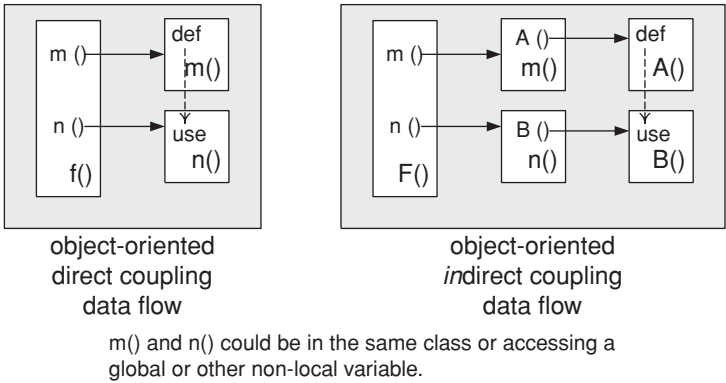 m ()
def
m()
n ()
use
n()
f()
object-oriented
direct coupling
data flow
m ()
A ()
m()
def
A()
n ()
B ()
n()
use
B()
F()
object-oriented
indirect coupling
data flow
m() and n() could be in the same class or accessing a
global or other non-local variable.